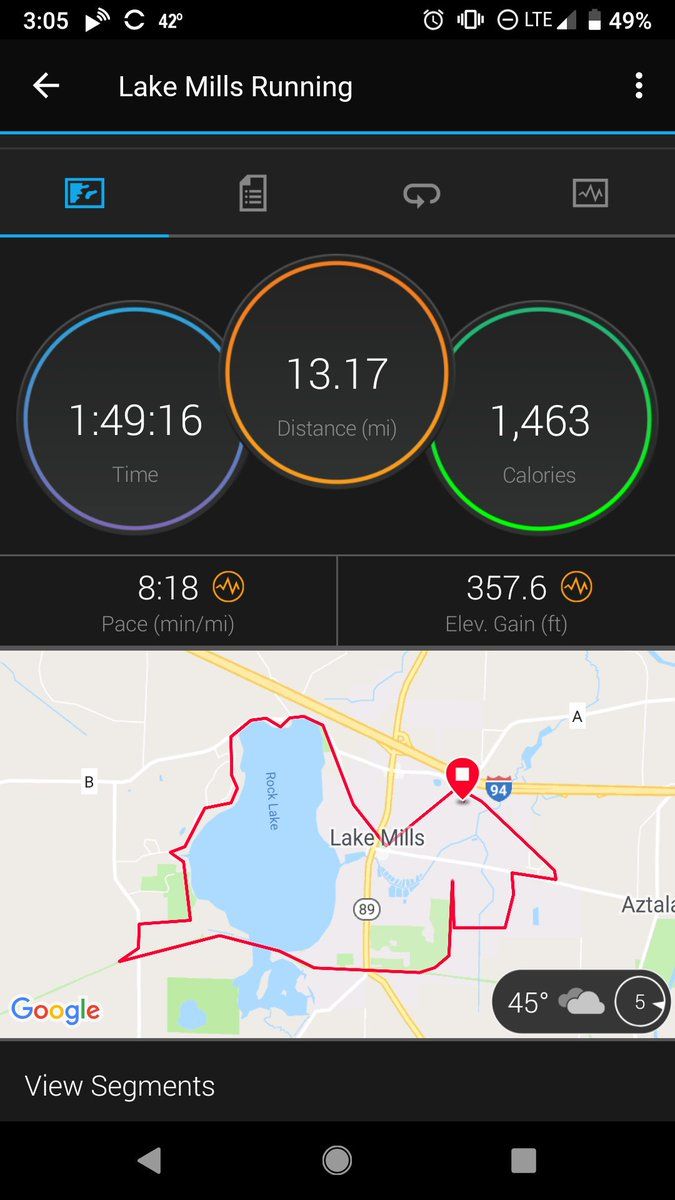 3:05 42° LTE 49%
Lake Mills Running
13.17
Distance (mi)
1:49:16
Time
1,463
Calories
8:18
Pace (min/mi)
357.6
Elev. Gain (ft)
A
B
94
Rock Lake
Lake Mills
89
Aztala
Google
45° 5
View Segments